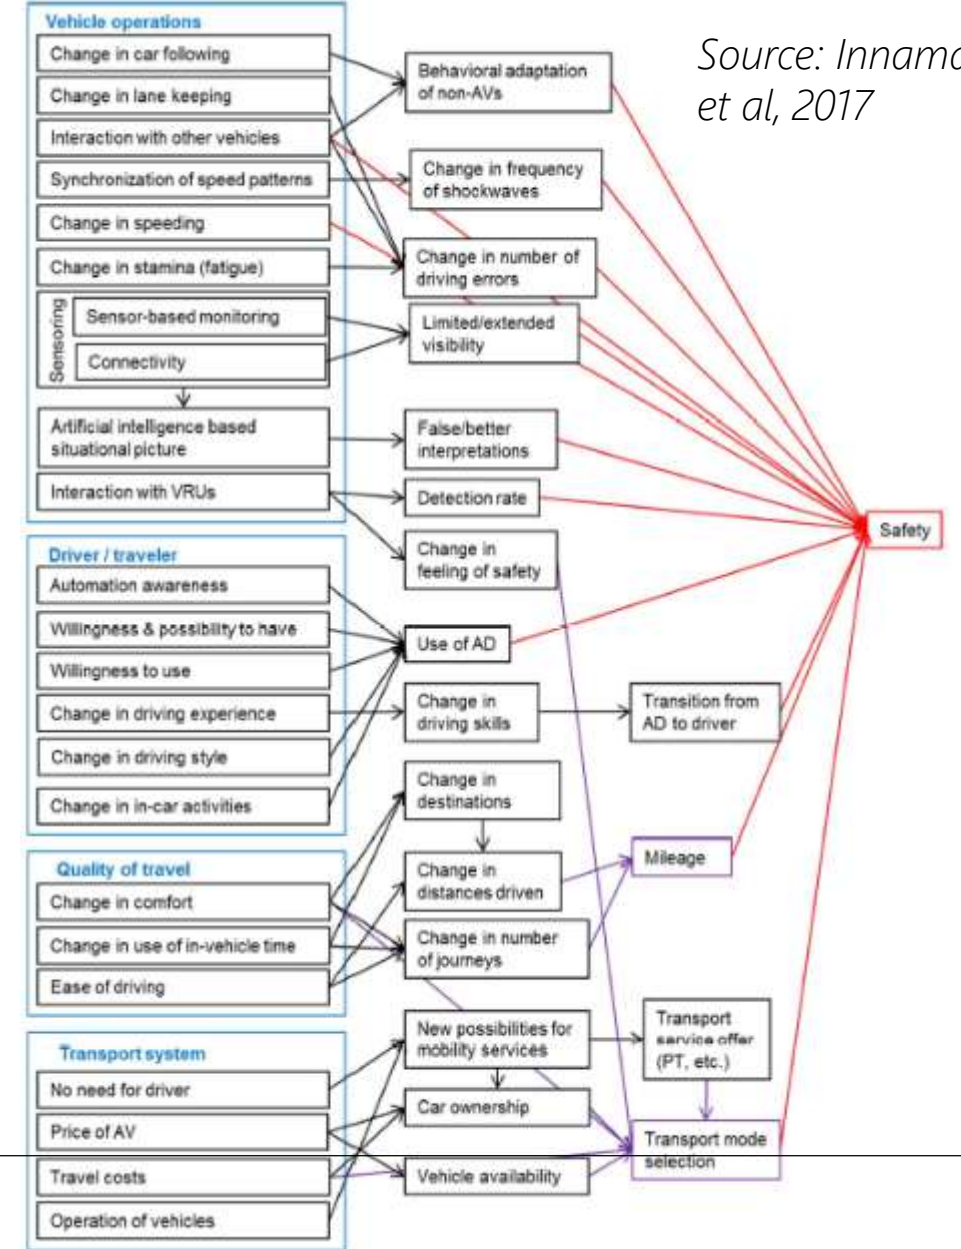 Source: Innamo
et al, 2017
Vehicle operations
Change in car following
Change in lane keeping
Interaction with other vehicles
Synchronization of speed patterns
Change in speeding
Change in stamina (fatigue)
Sensoring
Sensor-based monitoring
Connectivity
Artificial intelligence based
situational picture
Interaction with VRUs
Driver / traveler
Automation awareness
Willingness & possibility to have
Willingness to use
Change in driving experience
Change in driving style
Change in in-car activities
Quality of travel
Change in comfort
Change in use of in-vehicle time
Ease of driving
Transport system
No need for driver
Price of AV
Travel costs
Operation of vehicles
Behavioral adaptation
of non-AVs
Change in frequency
of shockwaves
Change in number of
driving errors
Limited/extended
visibility
False/better
interpretations
Detection rate
Change in
feeling of safety
Use of AD
Change in
driving skills
Change in
destinations
Change in
distances driven
Change in number
of journeys
New possibilities for
mobility services
Car ownership
Vehicle availability
Transition from
AD to driver
Mileage
Transport
service offer
(PT, etc.)
Transport mode
selection
Safety